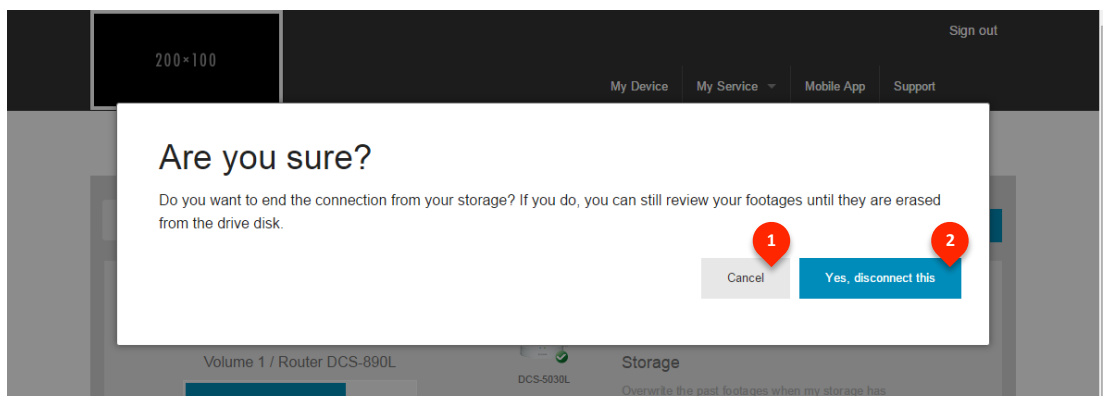 Sign out
200×100
My Device My Service Mobile App Support
Are you sure?
Do you want to end the connection from your storage? If you do, you can still review your footages until they are erased
from the drive disk.
1 2
Cancel Yes, disconnect this
Volume 1 / Router DCS-890L
DCS-5030L
Storage
Overwrite the past footages when my storage has